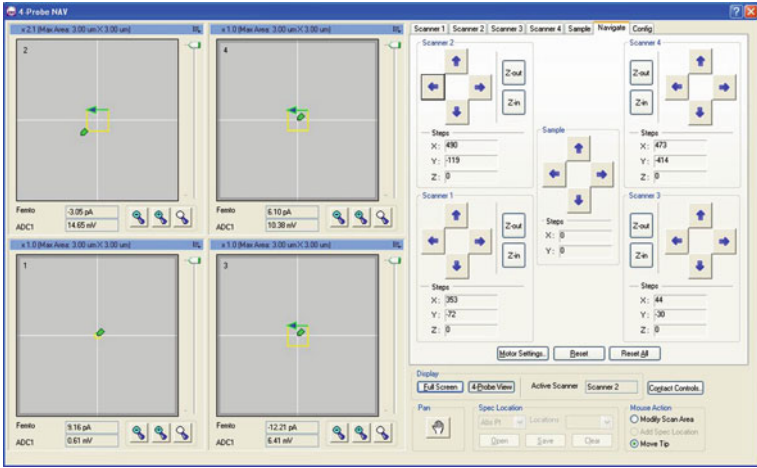 4-Probe NAV
x 2.1 (Max Area: 3.00 um X 3.00 um)
2
Femto -3.05 pA
ADC1 14.65 mV
x 1.0 (Max Area: 3.00 um X 3.00 um)
4
Femto 6.10 pA
ADC1 10.38 mV
x 1.0 (Max Area: 3.00 um X 3.00 um)
1
Femto 9.16 pA
ADC1 0.61 mV
x 1.0 (Max Area: 3.00 um X 3.00 um)
3
Femto -12.21 pA
ADC1 6.41 mV
Scanner 1 Scanner 2 Scanner 3 Scanner 4 Sample Navigate Config
Scanner 2
Z-out
Z-in
Steps
X: 490
Y: -119
Z: 0
Scanner 4
Z-out
Z-in
Steps
X: 473
Y: -414
Z: 0
Sample
Steps
X: 0
Y: 0
Scanner 1
Z-out
Z-in
Steps
X: 353
Y: -72
Z: 0
Scanner 3
Z-out
Z-in
Steps
X: 44
Y: -30
Z: 0
Motor Settings.. Reset Reset All
Display
Full Screen 4-Probe View Active Scanner Scanner 2 Contact Controls..
Pan
Spec Location
Locations:
Open Save Clear
Mouse Action
Modify Scan Area
Add Spec Location
Move Tip